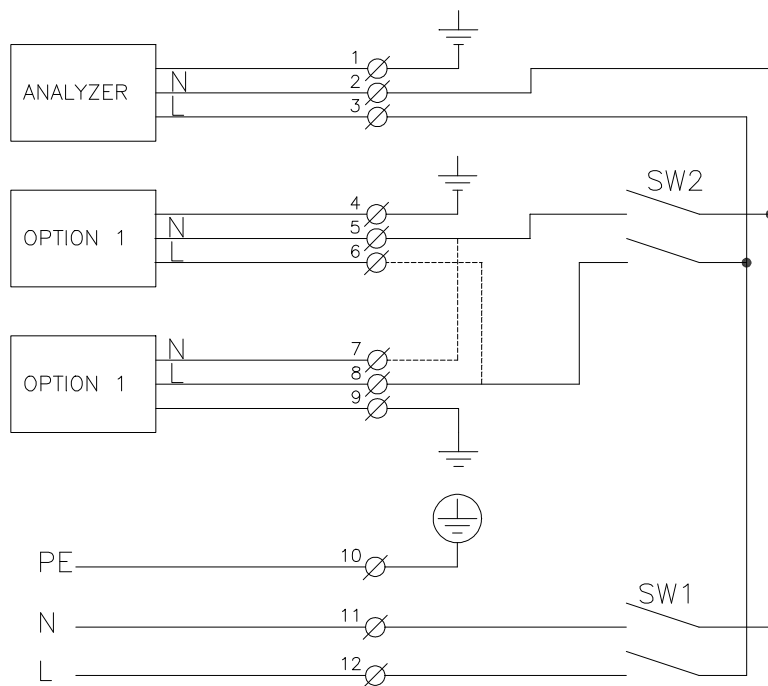 1
N 2
ANALYZER
L 3
4
SW2
N 5
OPTION 1
L 6
N 7
L 8
OPTION 1
9
PE 10
SW1
N 11
L 12